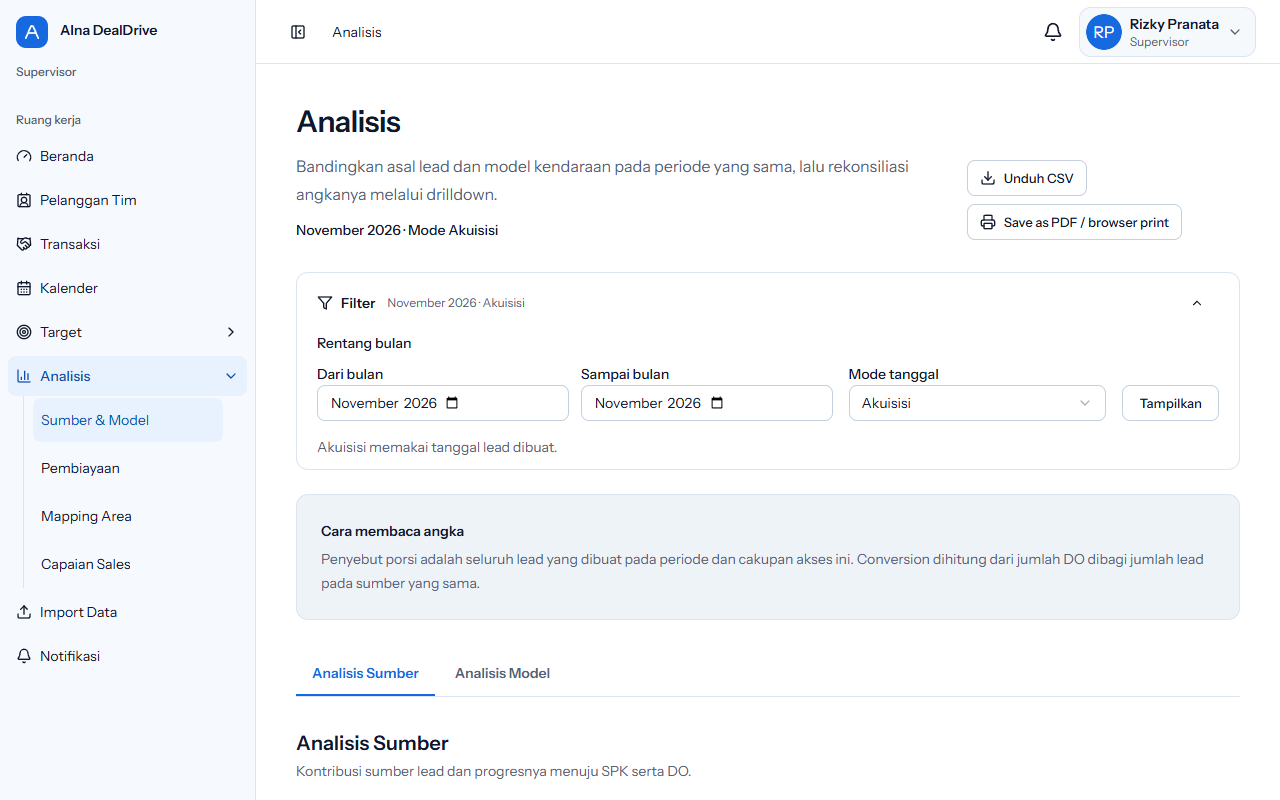 A
AIna DealDrive
Supervisor
Ruang kerja
Beranda
Pelanggan Tim
Transaksi
Kalender
Target
Analisis
Sumber & Model
Pembiayaan
Mapping Area
Capaian Sales
Import Data
Notifikasi
Analisis
RP
Rizky Pranata
Supervisor
Analisis
Bandingkan asal lead dan model kendaraan pada periode yang sama, lalu rekonsiliasi
angkanya melalui drilldown.
November 2026 · Mode Akuisisi
Unduh CSV
Save as PDF / browser print
Filter November 2026 · Akuisisi
Rentang bulan
Dari bulan
November 2026
Sampai bulan
November 2026
Mode tanggal
Akuisisi
Tampilkan
Akuisisi memakai tanggal lead dibuat.
Cara membaca angka
Penyebut porsi adalah seluruh lead yang dibuat pada periode dan cakupan akses ini. Conversion dihitung dari jumlah DO dibagi jumlah lead
pada sumber yang sama.
Analisis Sumber
Analisis Model
Analisis Sumber
Kontribusi sumber lead dan progresnya menuju SPK serta DO.